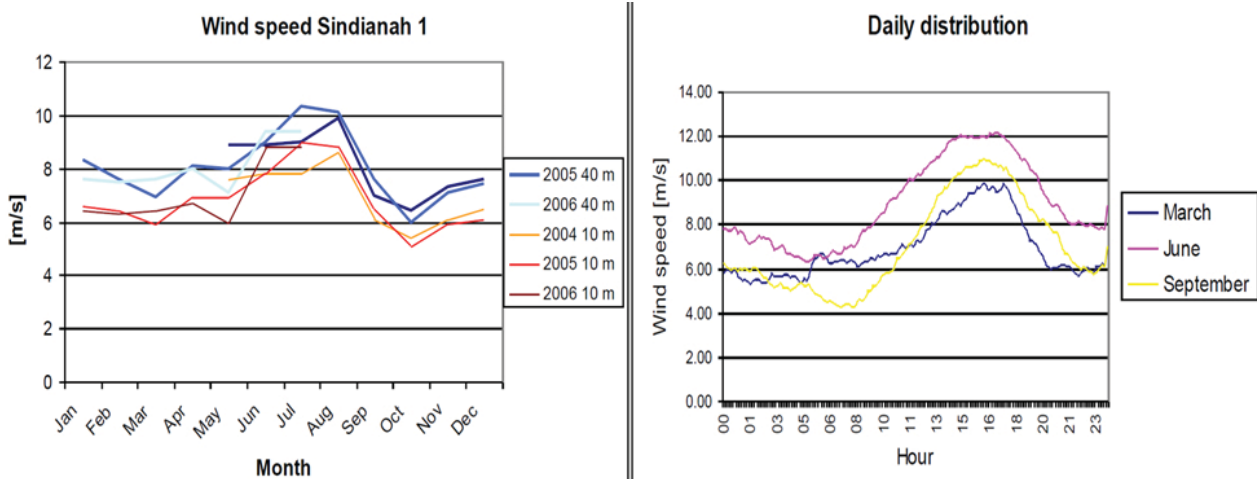 Wind speed Sindianah 1
12
10
8
6
4
2
0
[m/s]
Jan
Feb
Mar
Apr
May
Jun
Jul
Aug
Sep
Oct
Nov
Dec
Month
2005 40 m
2006 40 m
2004 10 m
2005 10 m
2006 10 m
Daily distribution
14.00
12.00
10.00
8.00
6.00
4.00
2.00
0.00
Wind speed [m/s]
00
01
03
05
06
08
10
11
13
15
16
18
20
21
23
Hour
March
June
September